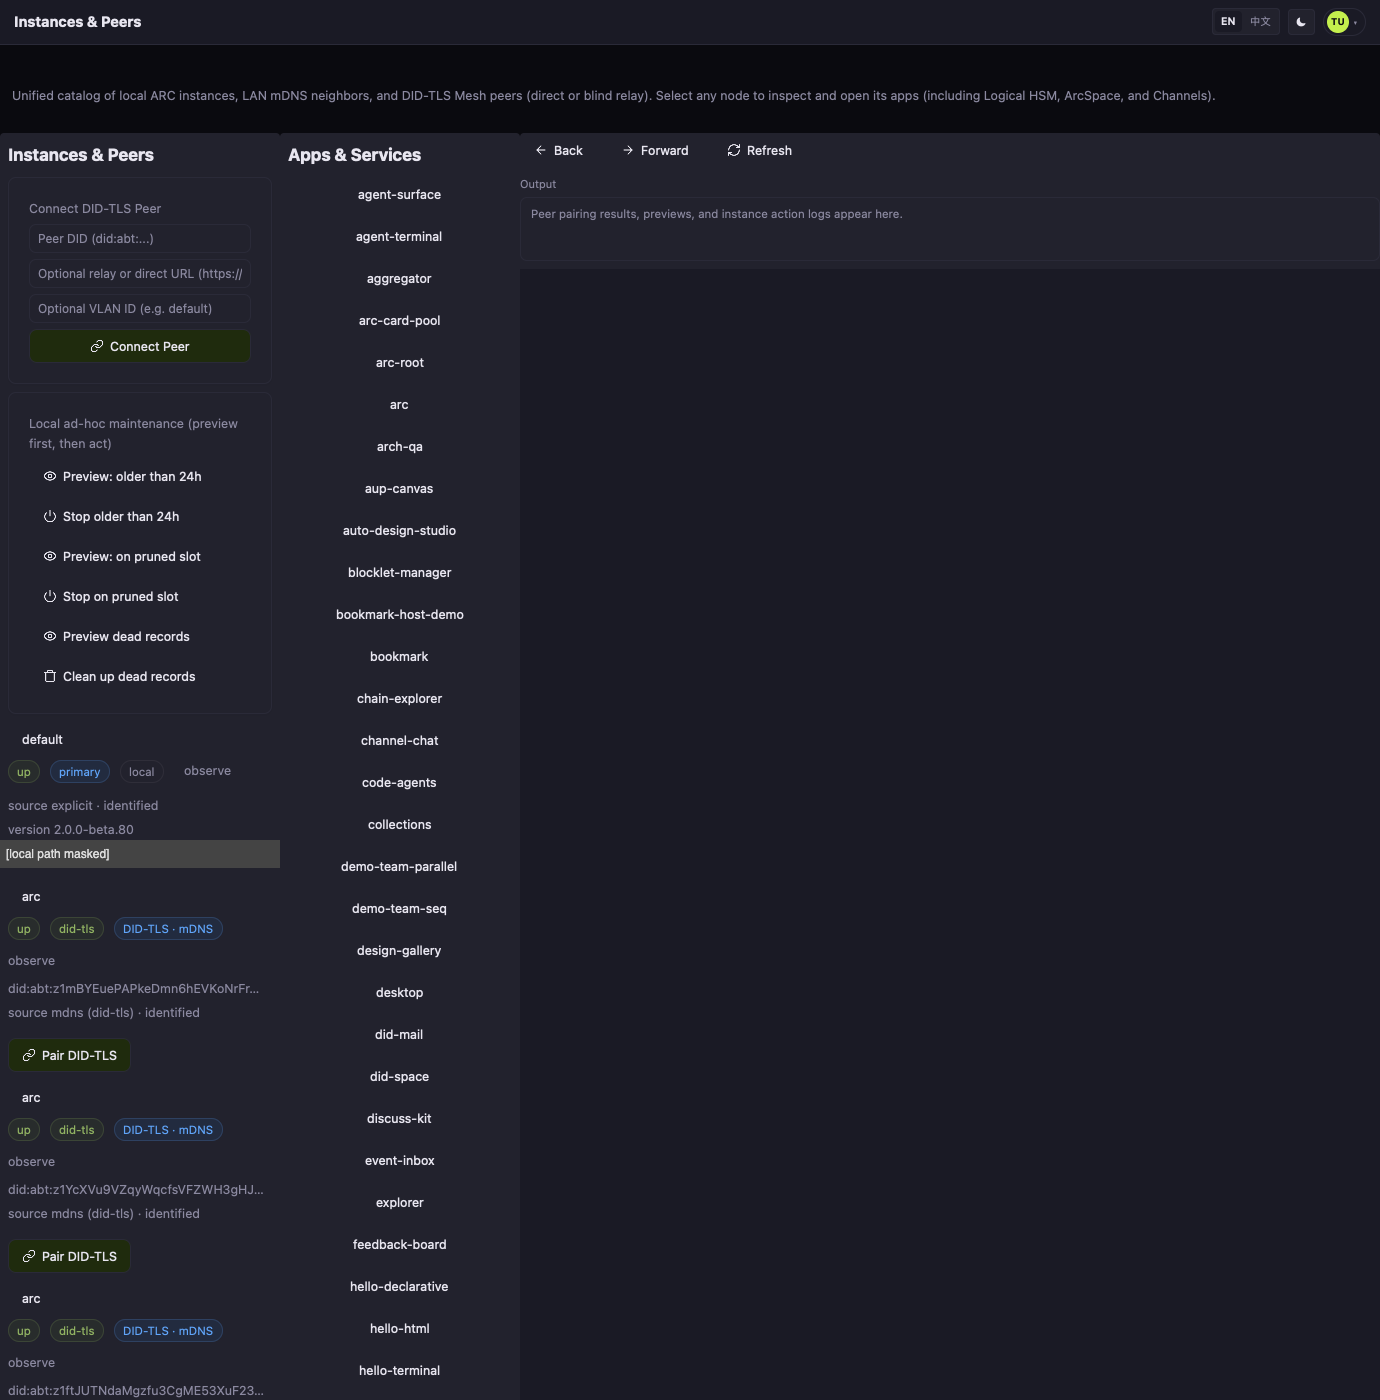 Instances & Peers
EN 中文
TU
Unified catalog of local ARC instances, LAN mDNS neighbors, and DID-TLS Mesh peers (direct or blind relay). Select any node to inspect and open its apps (including Logical HSM, ArcSpace, and Channels).
Instances & Peers
Connect DID-TLS Peer
Peer DID (did:abt:...)
Optional relay or direct URL (https://
Optional VLAN ID (e.g. default)
Connect Peer
Local ad-hoc maintenance (preview
first, then act)
Preview: older than 24h
Stop older than 24h
Preview: on pruned slot
Stop on pruned slot
Preview dead records
Clean up dead records
default
up primary local observe
source explicit · identified
version 2.0.0-beta.80
[local path masked]
arc
up did-tls DID-TLS · mDNS
observe
did:abt:z1mBYEuePAPkeDmn6hEVKoNrFr...
source mdns (did-tls) · identified
Pair DID-TLS
arc
up did-tls DID-TLS · mDNS
observe
did:abt:z1YcXVu9VZqyWqcfsVFZWH3gHJ...
source mdns (did-tls) · identified
Pair DID-TLS
arc
up did-tls DID-TLS · mDNS
observe
did:abt:z1ftJUTNdaMgzfu3CgME53XuF23...
Apps & Services
agent-surface
agent-terminal
aggregator
arc-card-pool
arc-root
arc
arch-qa
aup-canvas
auto-design-studio
blocklet-manager
bookmark-host-demo
bookmark
chain-explorer
channel-chat
code-agents
collections
demo-team-parallel
demo-team-seq
design-gallery
desktop
did-mail
did-space
discuss-kit
event-inbox
explorer
feedback-board
hello-declarative
hello-html
hello-terminal
Back Forward Refresh
Output
Peer pairing results, previews, and instance action logs appear here.